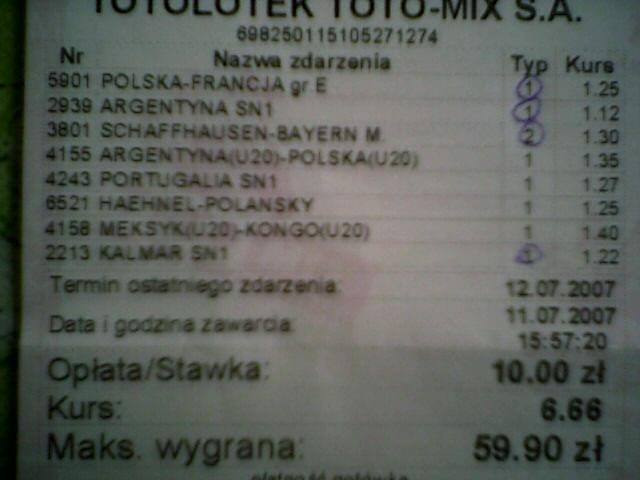 TOTOLOTEK TOTO-MIX S.A.
698250115105271274
Nr Nazwa zdarzenia Typ Kurs
5901 POLSKA-FRANCJA gr E 1 1.25
2939 ARGENTYNA SN1 1 1.12
3801 SCHAFFHAUSEN-BAYERN M. 2 1.30
4155 ARGENTYNA(U20)-POLSKA(U20) 1 1.35
4243 PORTUGALIA SN1 1 1.27
6521 HAEHNEL-POLANSKY 1 1.25
4158 MEKSYK(U20)-KONGO(U20) 1 1.40
2213 KALMAR SN1 1 1.22
Termin ostatniego zdarzenia: 12.07.2007
Data i godzina zawarcia: 11.07.2007
15:57:20
Opłata/Stawka: 10.00 zł
Kurs: 6.66
Maks. wygrana: 59.90 zł
płatność gotówką